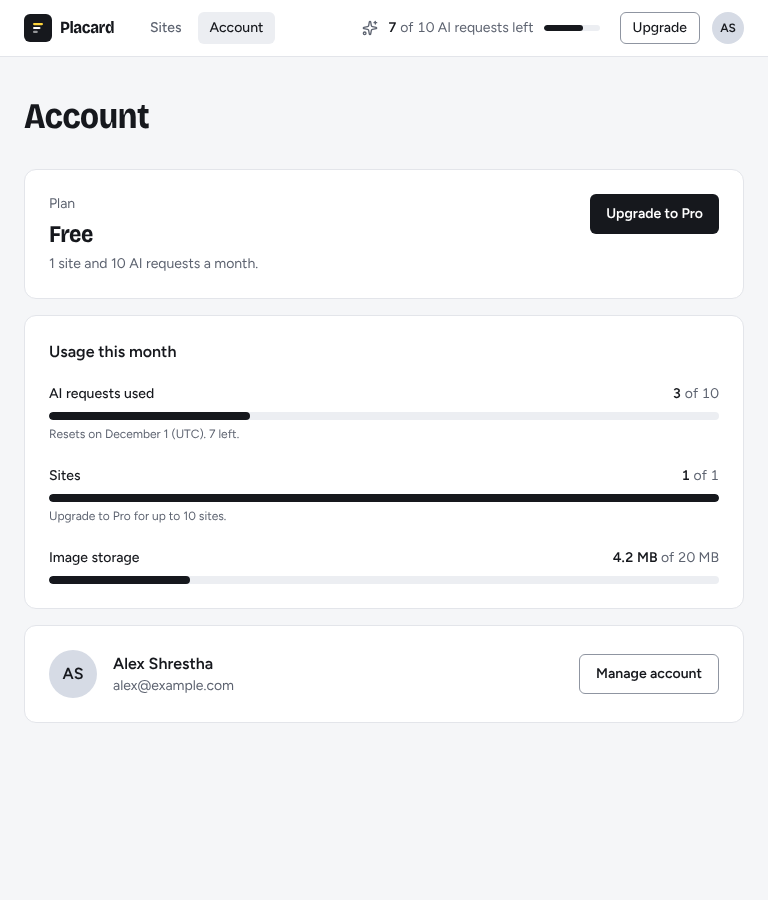 Placard
Sites
Account
7 of 10 AI requests left
Upgrade
AS
Account
Plan
Free
1 site and 10 AI requests a month.
Upgrade to Pro
Usage this month
AI requests used
3 of 10
Resets on December 1 (UTC). 7 left.
Sites
1 of 1
Upgrade to Pro for up to 10 sites.
Image storage
4.2 MB of 20 MB
AS
Alex Shrestha
alex@example.com
Manage account